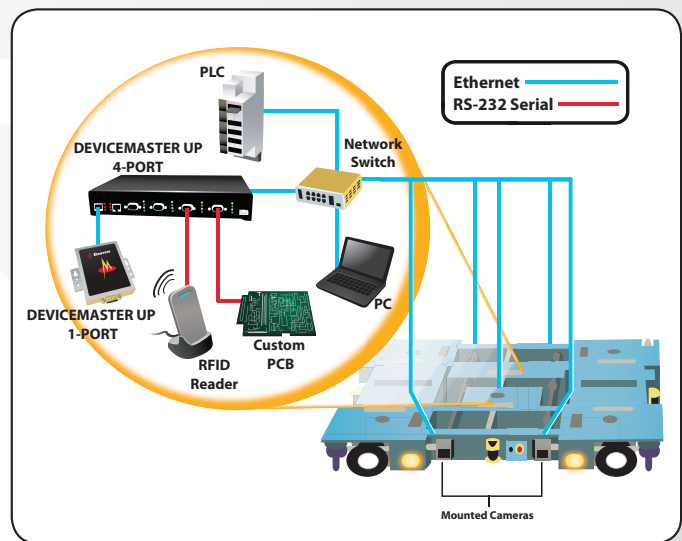 PLC
Ethernet
RS-232 Serial
DEVICEMASTER UP
4-PORT
Network
Switch
DEVICEMASTER UP
1-PORT
RFID
Reader
Custom
PCB
PC
Mounted Cameras